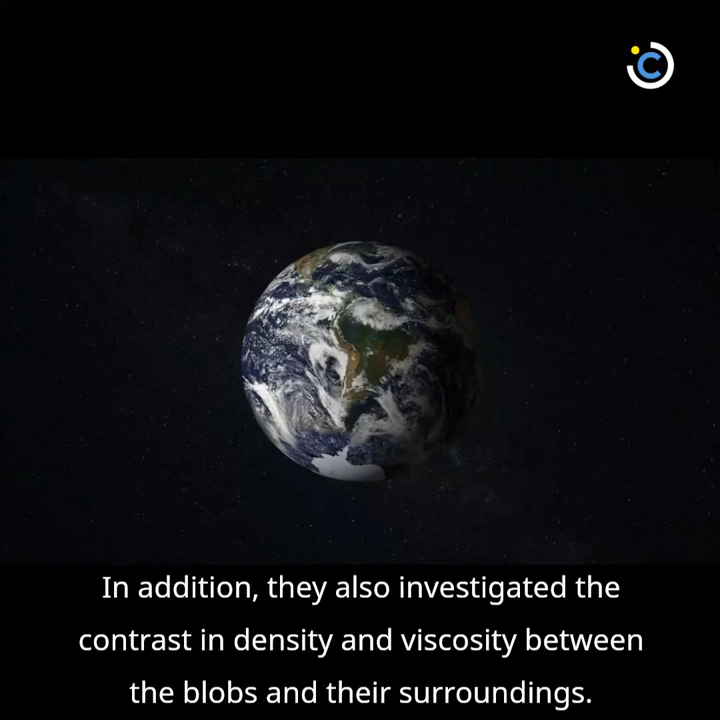 In addition, they also investigated the
contrast in density and viscosity between
the blobs and their surroundings.